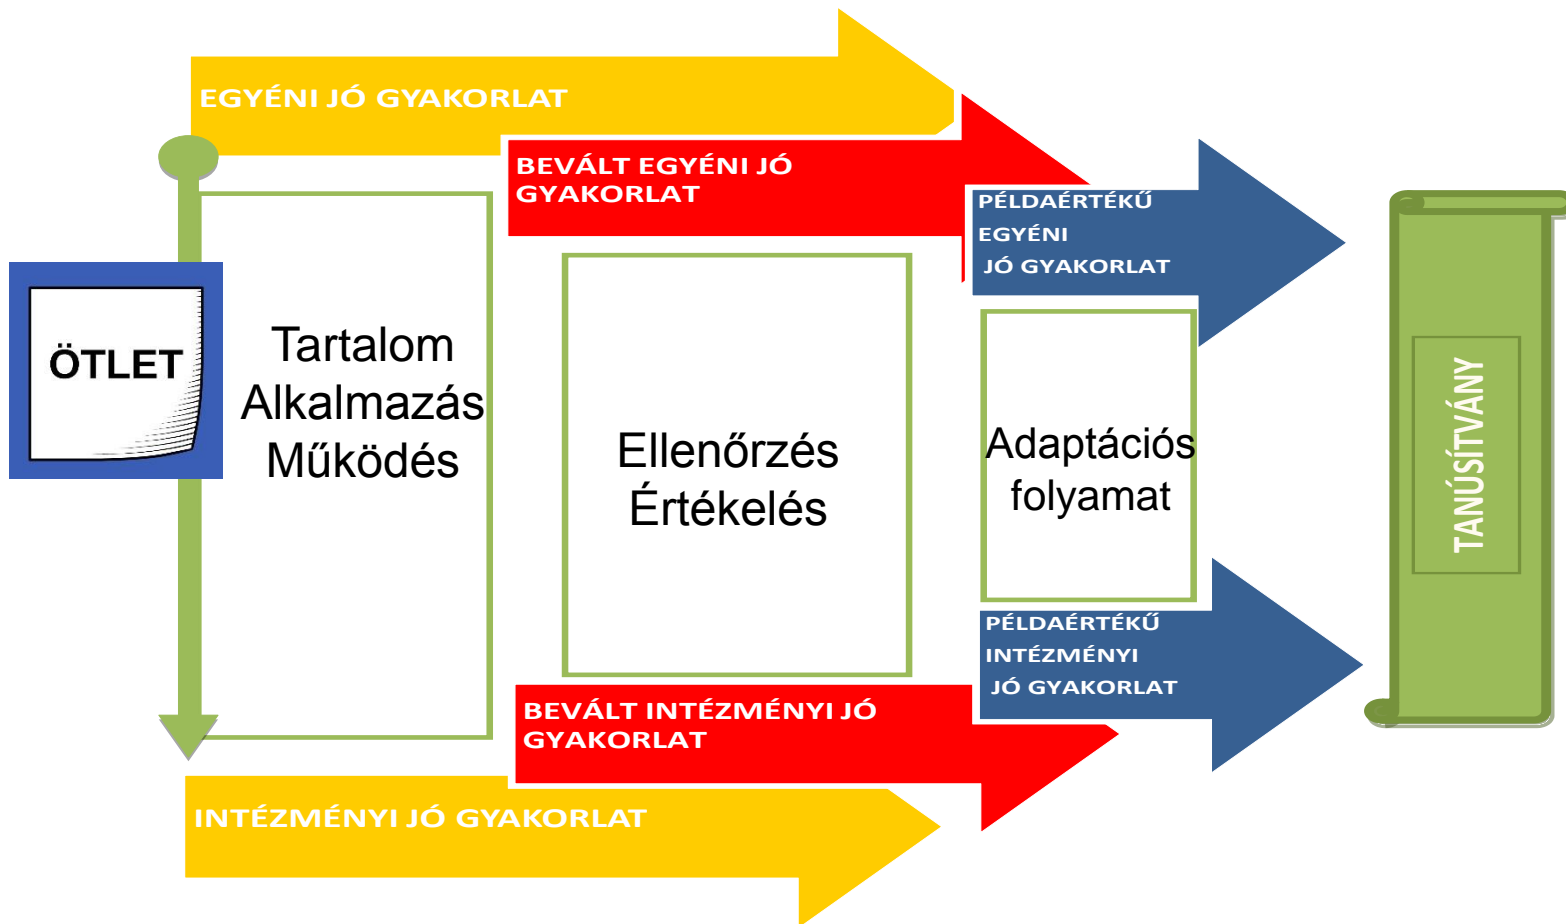 EGYÉNI JÓ GYAKORLAT
BEVÁLT EGYÉNI JÓ
GYAKORLAT
PÉLDAÉRTÉKŰ
EGYÉNI
JÓ GYAKORLAT
ÖTLET
Tartalom
Alkalmazás
Működés
Ellenőrzés
Értékelés
Adaptációs
folyamat
TANÚSÍTVÁNY
PÉLDAÉRTÉKŰ
INTÉZMÉNYI
JÓ GYAKORLAT
BEVÁLT INTÉZMÉNYI JÓ
GYAKORLAT
INTÉZMÉNYI JÓ GYAKORLAT